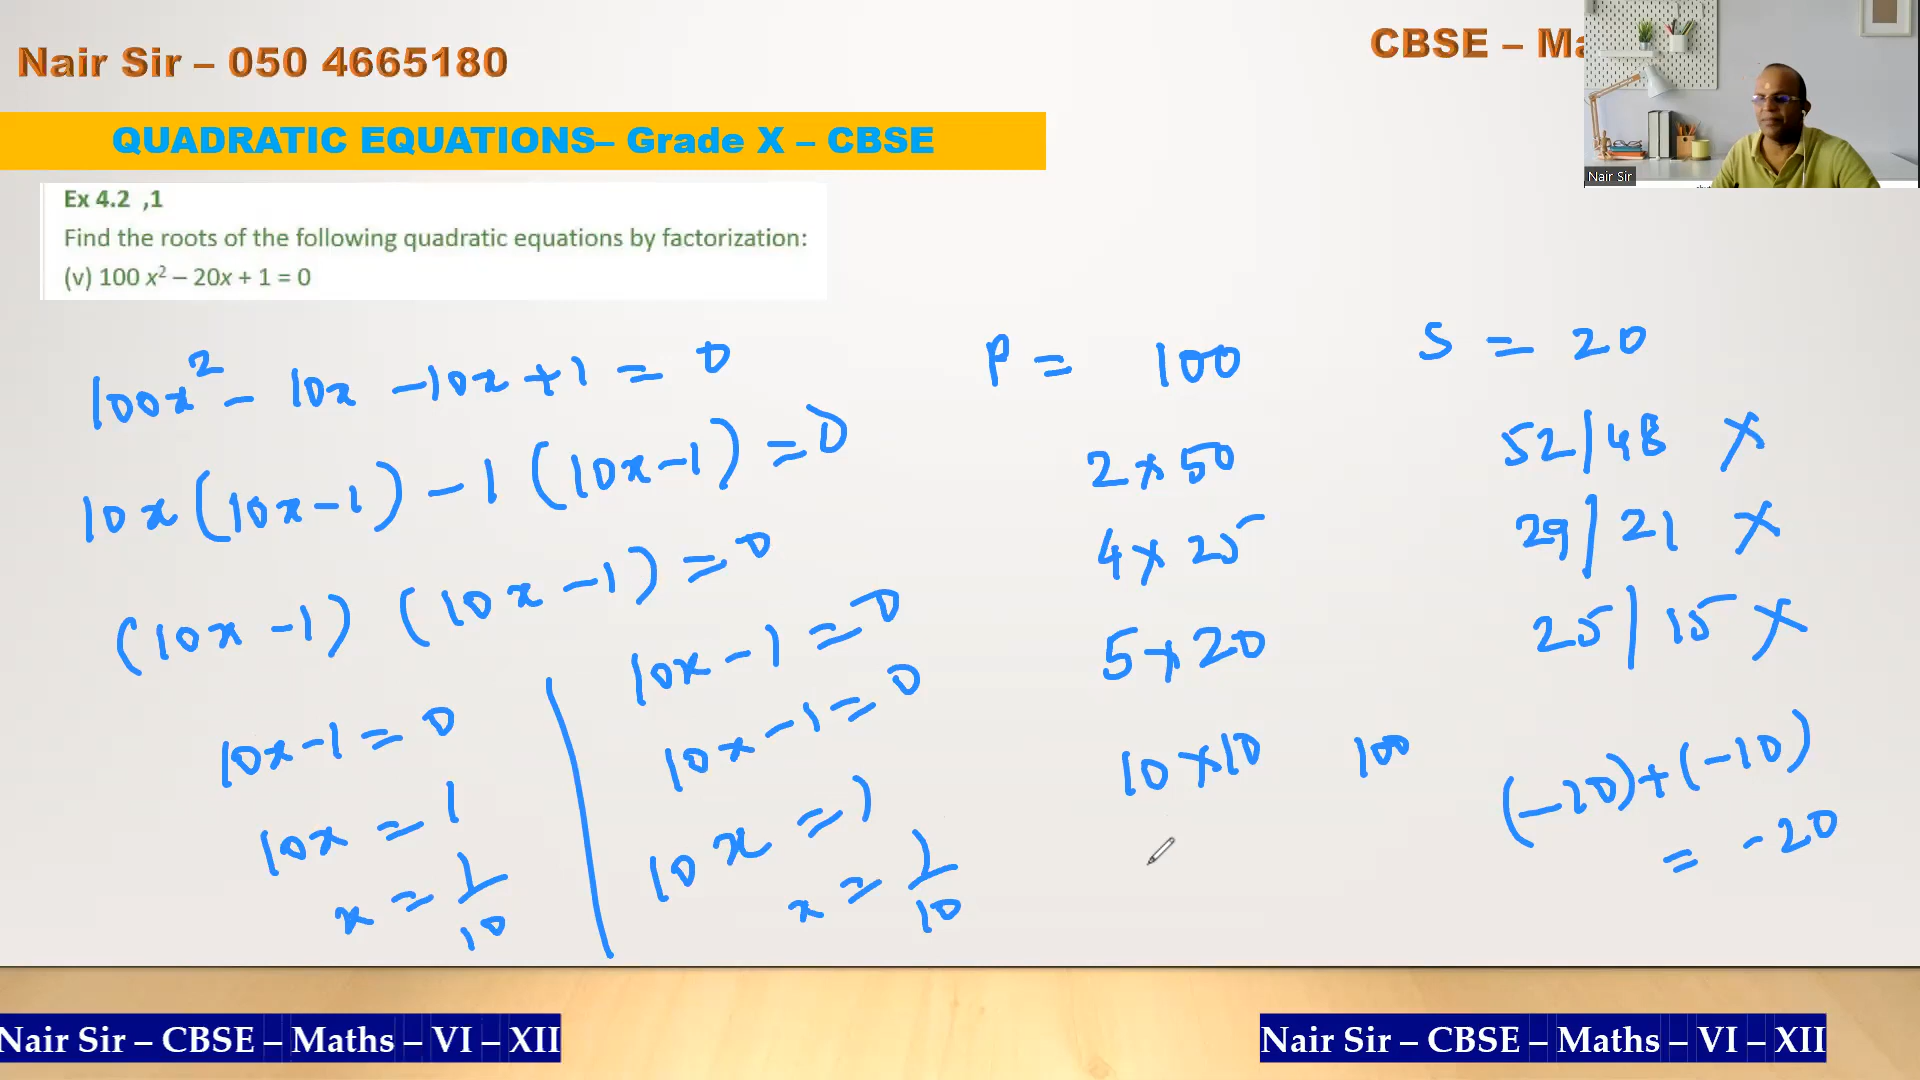 Nair Sir – 050 4665180
CBSE – Ma
QUADRATIC EQUATIONS– Grade X – CBSE
Nair Sir
Ex 4.2 ,1
Find the roots of the following quadratic equations by factorization:
(v) 100 x² – 20x + 1 = 0
100x² - 10x - 10x + 1 = 0
10x (10x - 1) - 1 (10x - 1) = 0
(10x - 1) (10x - 1) = 0
10x - 1 = 0
10x = 1
x = 1/10
10x - 1 = 0
10x - 1 = 0
10x = 1
x = 1/10
P = 100 S = 20
2 x 50 52 | 48 X
4 x 25 29 | 21 X
5 x 20 25 | 15 X
10 x 10 100 (-10) + (-10)
= -20
Nair Sir – CBSE – Maths – VI – XII
Nair Sir – CBSE – Maths – VI – XII